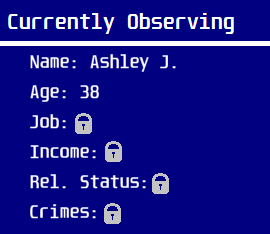 Currently Observing
Name: Ashley J.
Age: 38
Job:
Income:
Rel. Status:
Crimes: